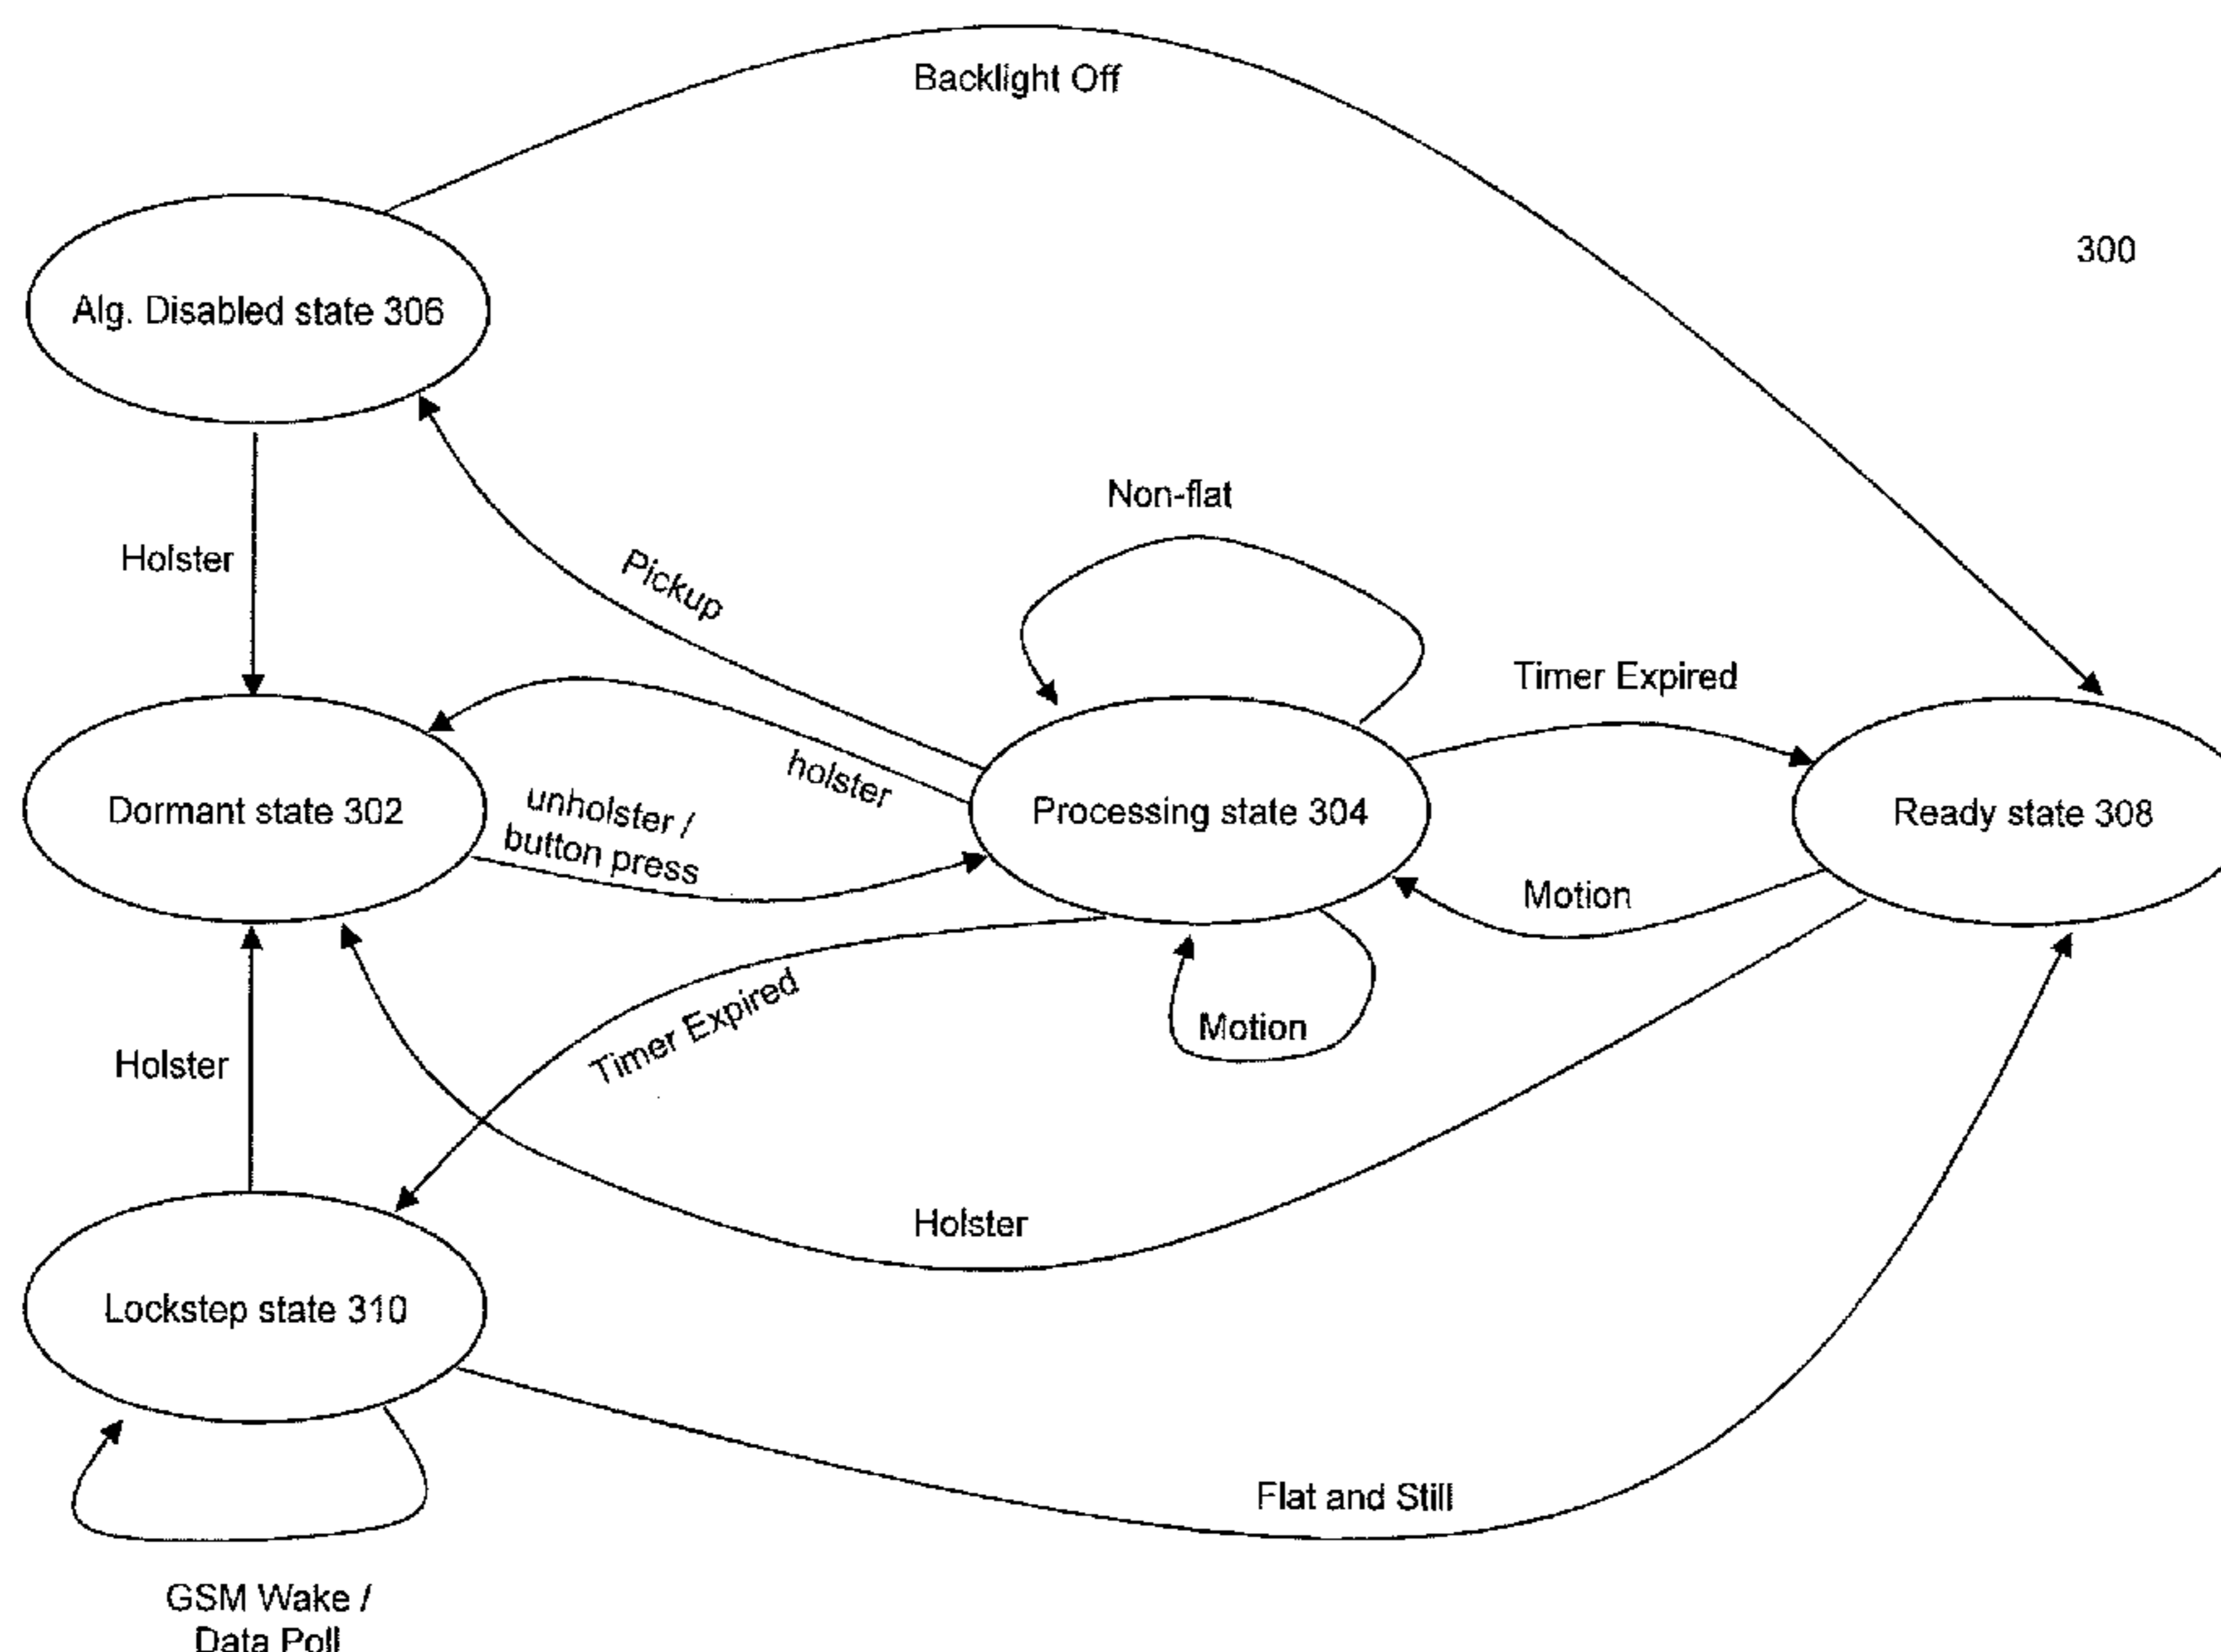 Backlight Off
300
Alg. Disabled state 306
Non-flat
Holster
Pickup
Timer Expired
holster
unholster /
button press
Dormant state 302
Processing state 304
Ready state 308
Motion
Timer Expired
Motion
Holster
Holster
Lockstep state 310
Flat and Still
GSM Wake /
Data Poll